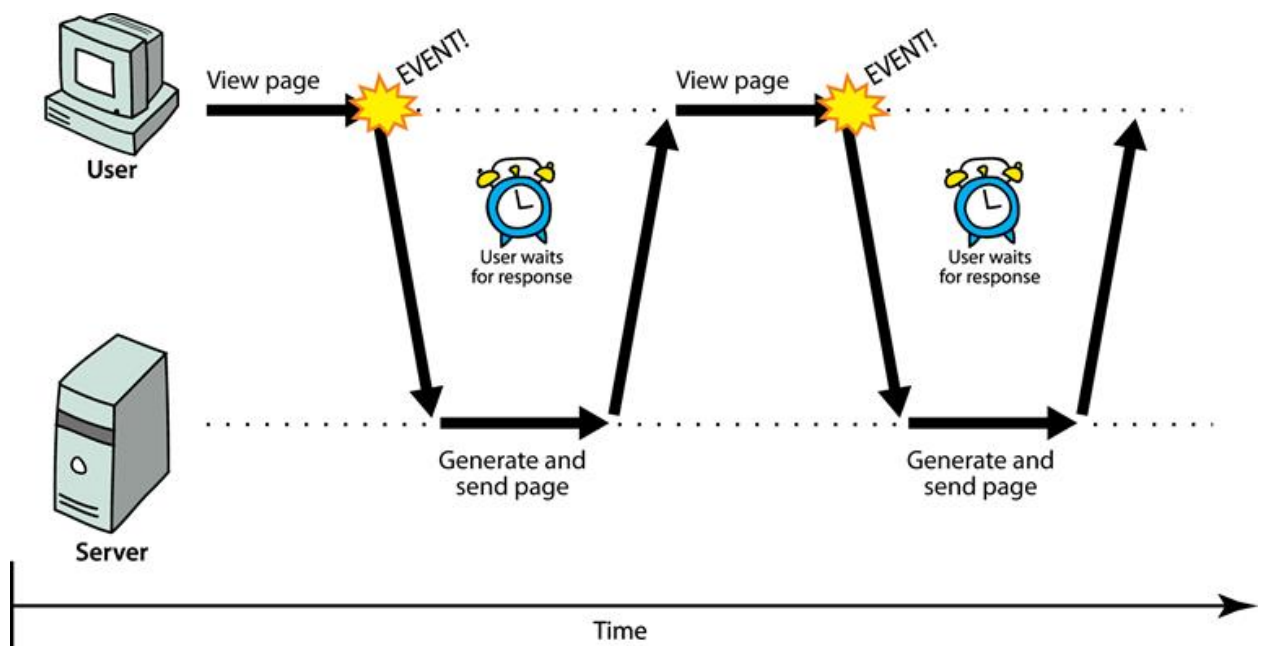 View page
EVENT!
View page
EVENT!
User
User waits
for response
User waits
for response
Generate and
send page
Generate and
send page
Server
Time